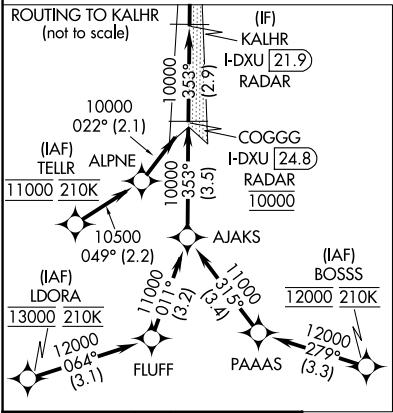 ROUTING TO KALHR
(not to scale)
(IF)
KALHR
I-DXU 21.9
RADAR
10000
353°
(2.9)
10000
022° (2.1)
(IAF)
TELLR
11000 210K
ALPNE
COGGG
I-DXU 24.8
RADAR
10000
10000
353°
(3.5)
10500
049° (2.2)
AJAKS
(IAF)
LDORA
13000 210K
11000
011°
(3.2)
11000
315°
(3.4)
(IAF)
BOSSS
12000 210K
12000
064°
(3.1)
FLUFF
PAAAS
12000
279°
(3.3)